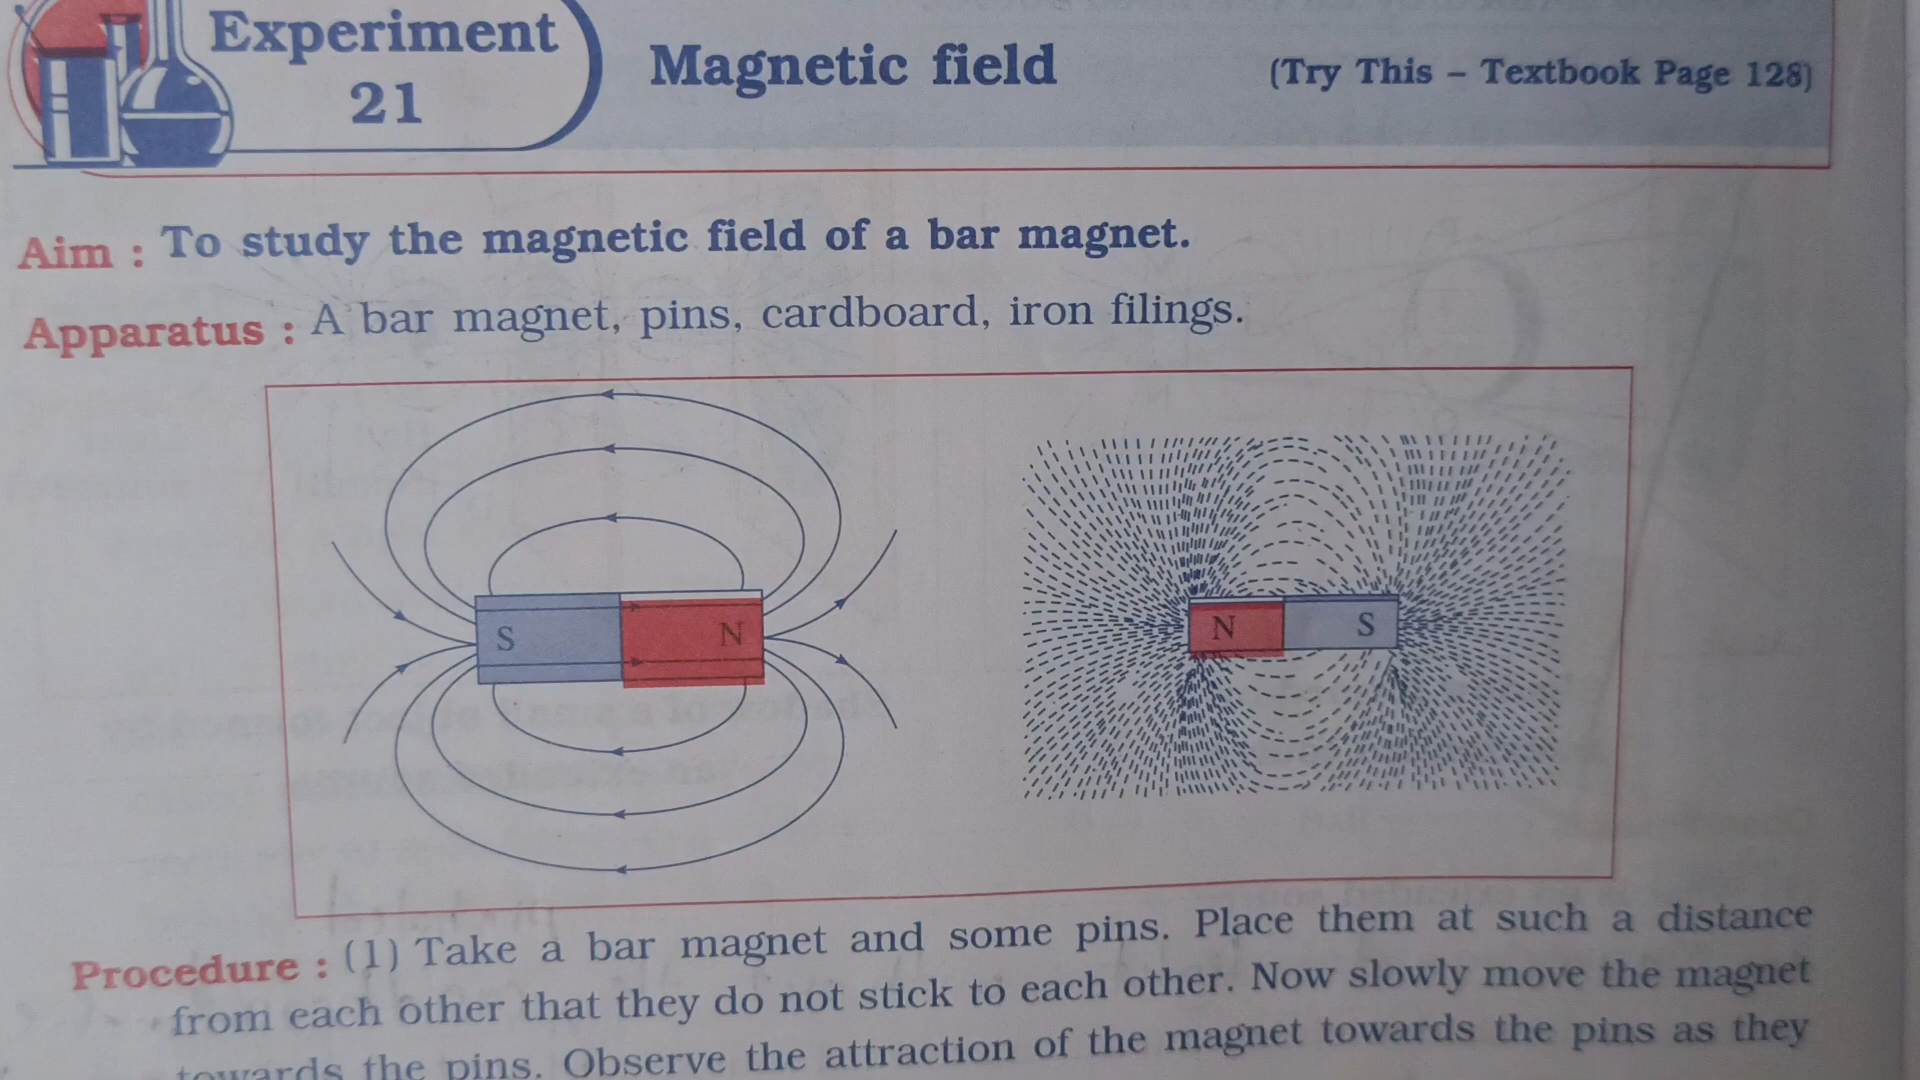 Experiment
21
Magnetic field
(Try This – Textbook Page 128)
Aim : To study the magnetic field of a bar magnet.
Apparatus : A bar magnet, pins, cardboard, iron filings.
S N
N S
Procedure : (1) Take a bar magnet and some pins. Place them at such a distance
from each other that they do not stick to each other. Now slowly move the magnet
towards the pins. Observe the attraction of the magnet towards the pins as they